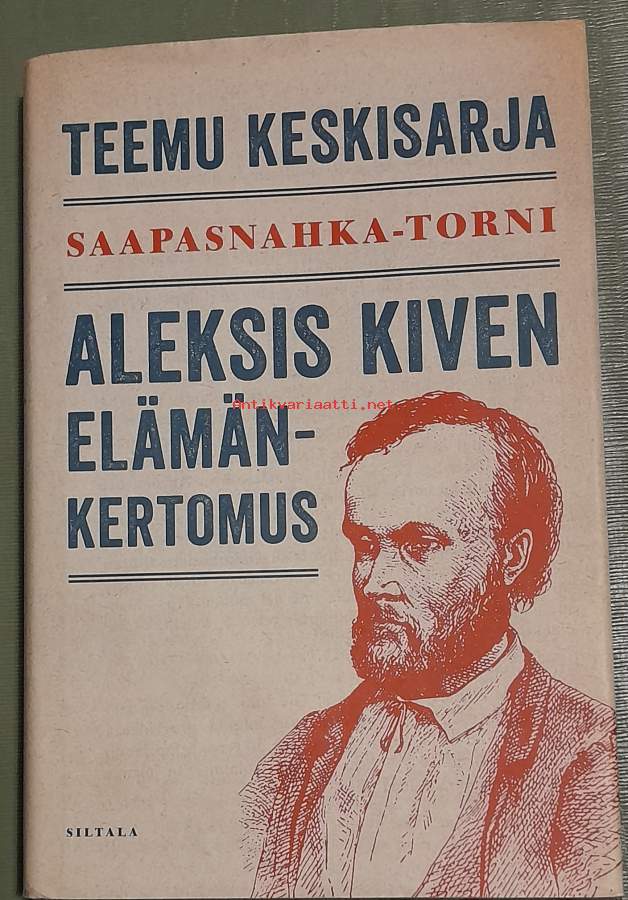 TEEMU KESKISARJA
SAAPASNAHKA-TORNI
ALEKSIS KIVEN
Antikvariaatti.net
ELÄMÄN-
KERTOMUS
SILTALA